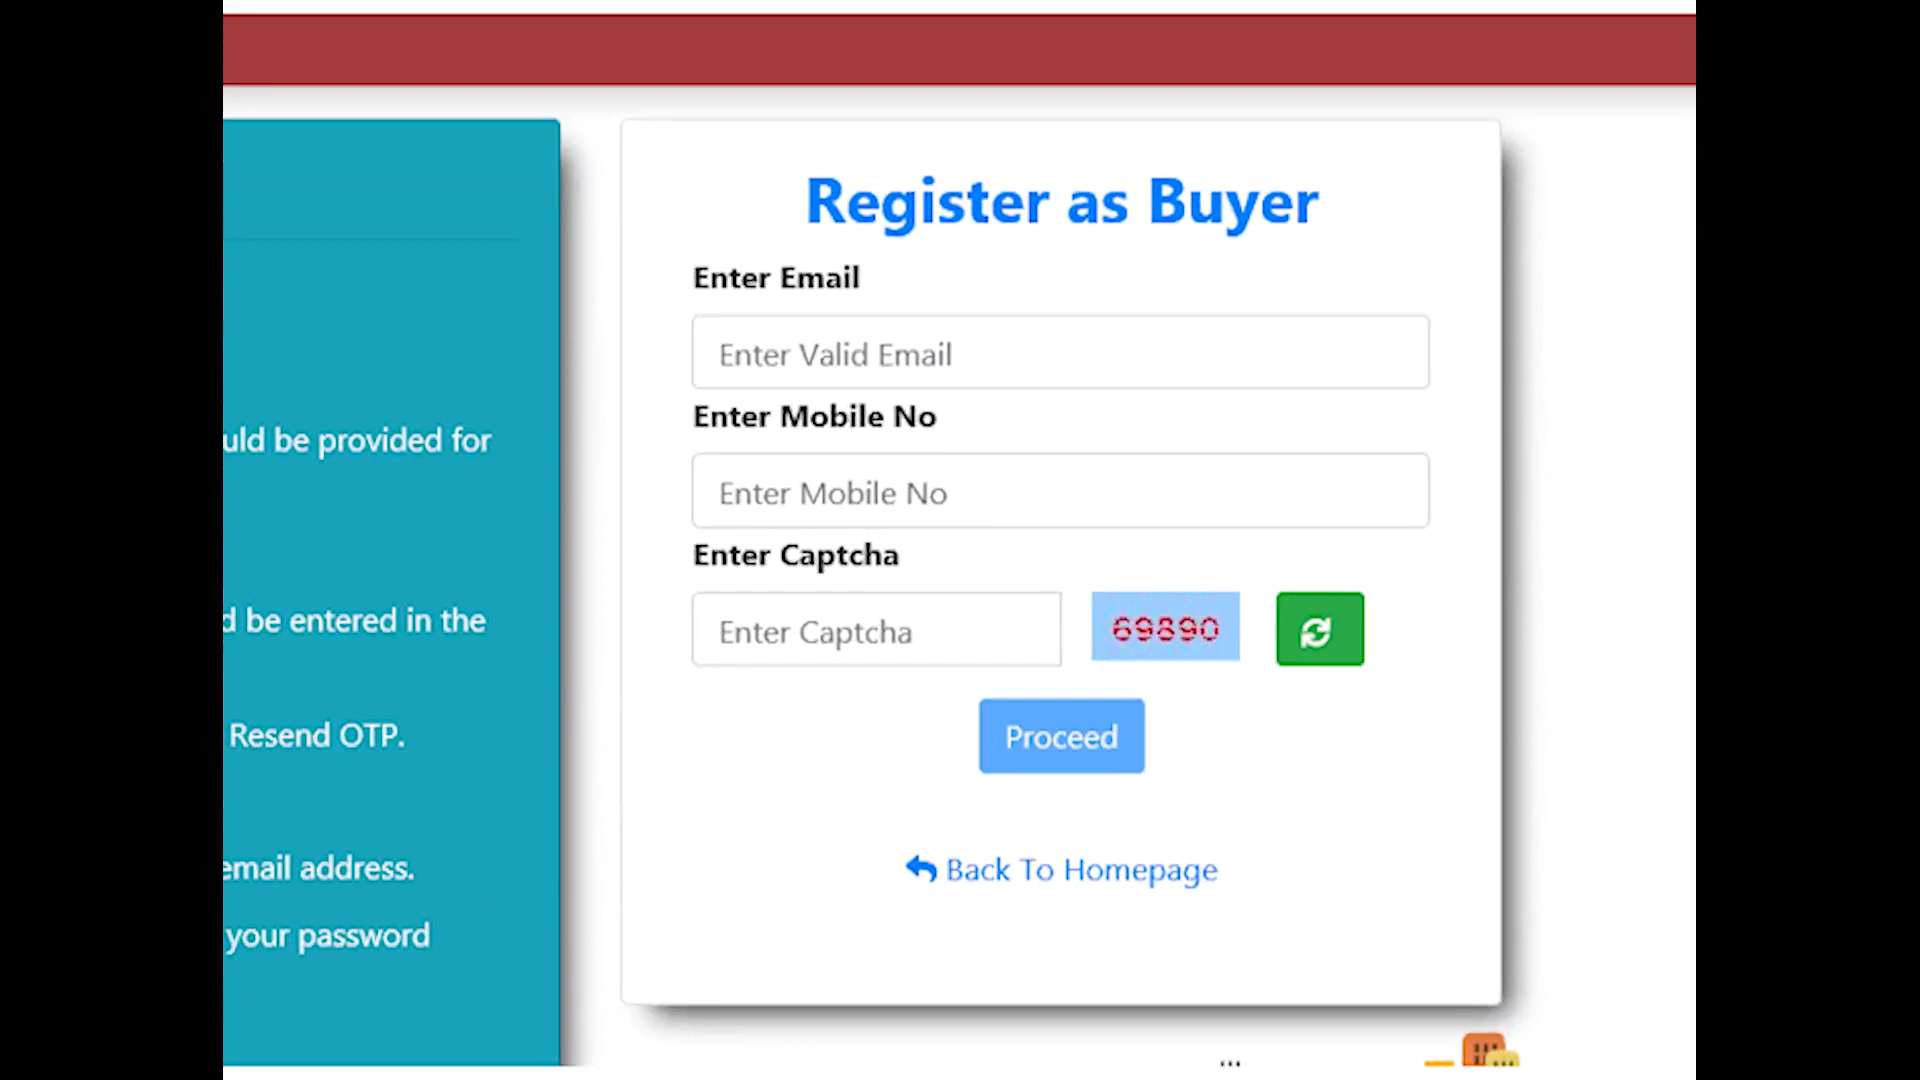 uld be provided for
d be entered in the
Resend OTP.
email address.
your password
Register as Buyer
Enter Email
Enter Valid Email
Enter Mobile No
Enter Mobile No
Enter Captcha
Enter Captcha
69890
Proceed
Back To Homepage